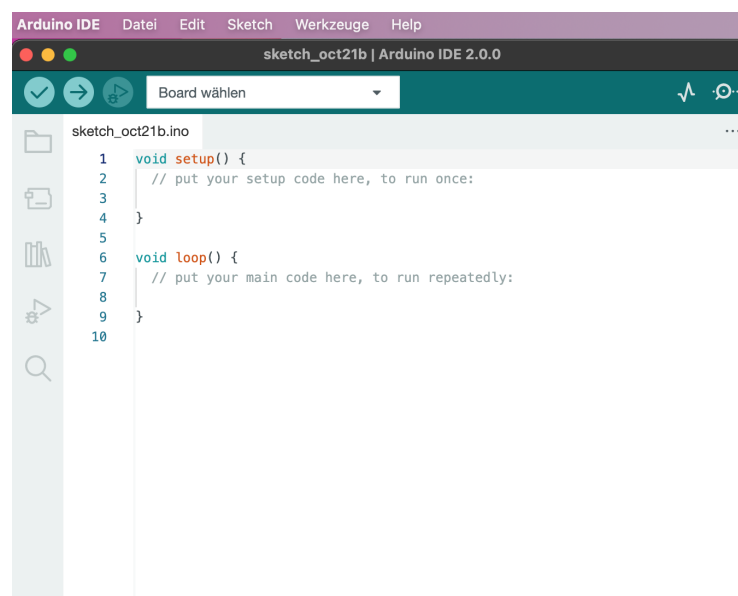 Arduino IDE Datei Edit Sketch Werkzeuge Help
sketch_oct21b | Arduino IDE 2.0.0
Board wählen
sketch_oct21b.ino
1 void setup() {
2   // put your setup code here, to run once:
3
4 }
5
6 void loop() {
7   // put your main code here, to run repeatedly:
8
9 }
10